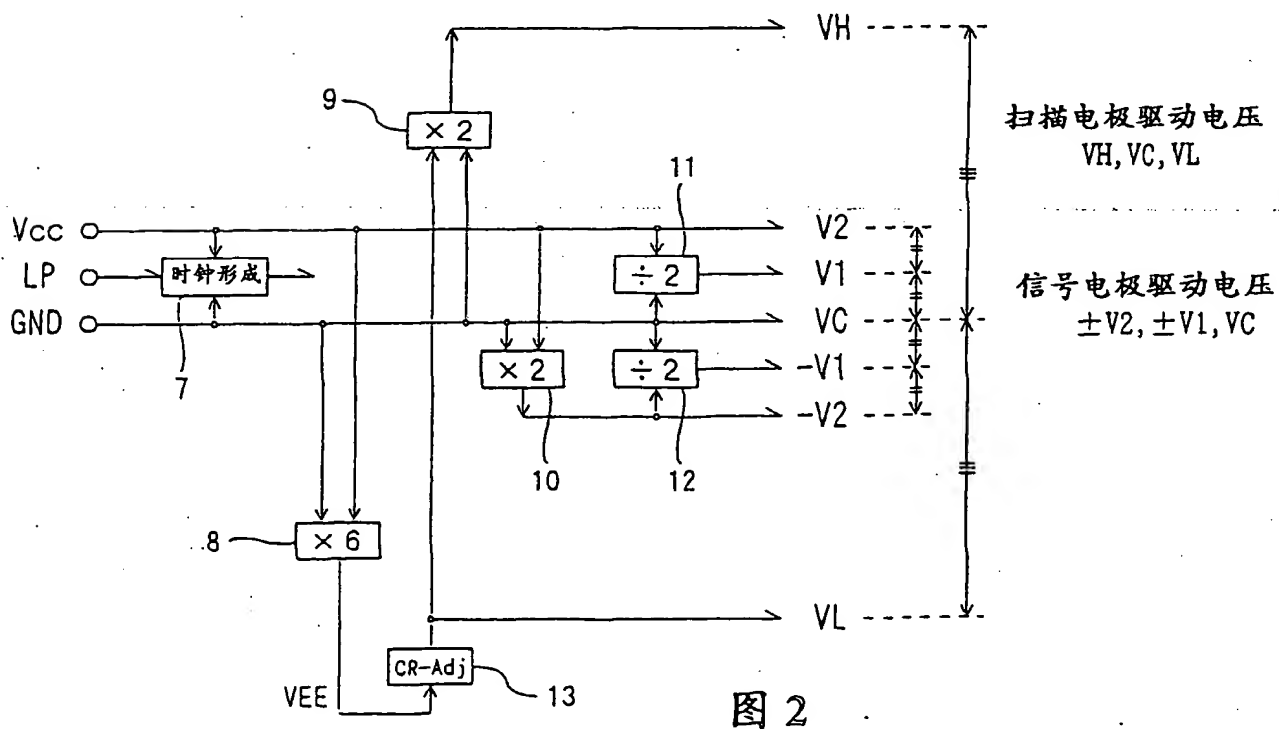 VH
9
× 2
扫描电极驱动电压
VH, VC, VL
11
Vcc
V2
LP
时钟形成
÷ 2
V1
信号电极驱动电压
±V2, ±V1, VC
GND
VC
7
× 2
÷ 2
-V1
-V2
10
12
8
× 6
VL
CR-Adj
VEE
13
图 2